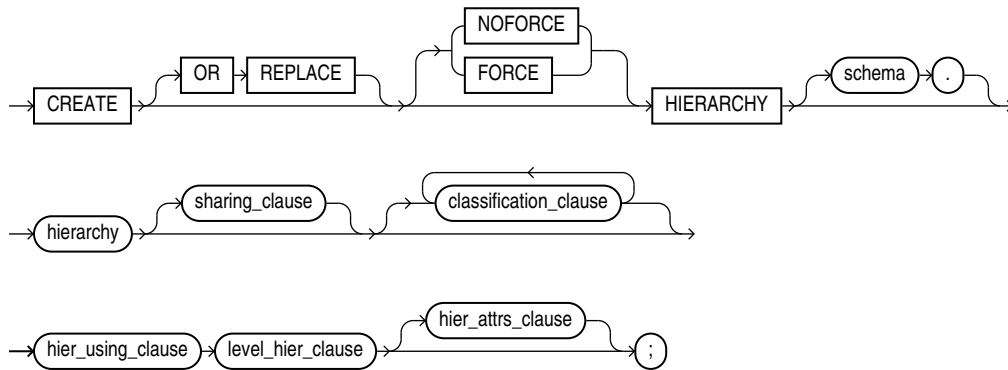 NOFORCE
OR REPLACE FORCE schema .
CREATE HIERARCHY
sharing_clause classification_clause
hierarchy
hier_attrs_clause
hier_using_clause level_hier_clause ;